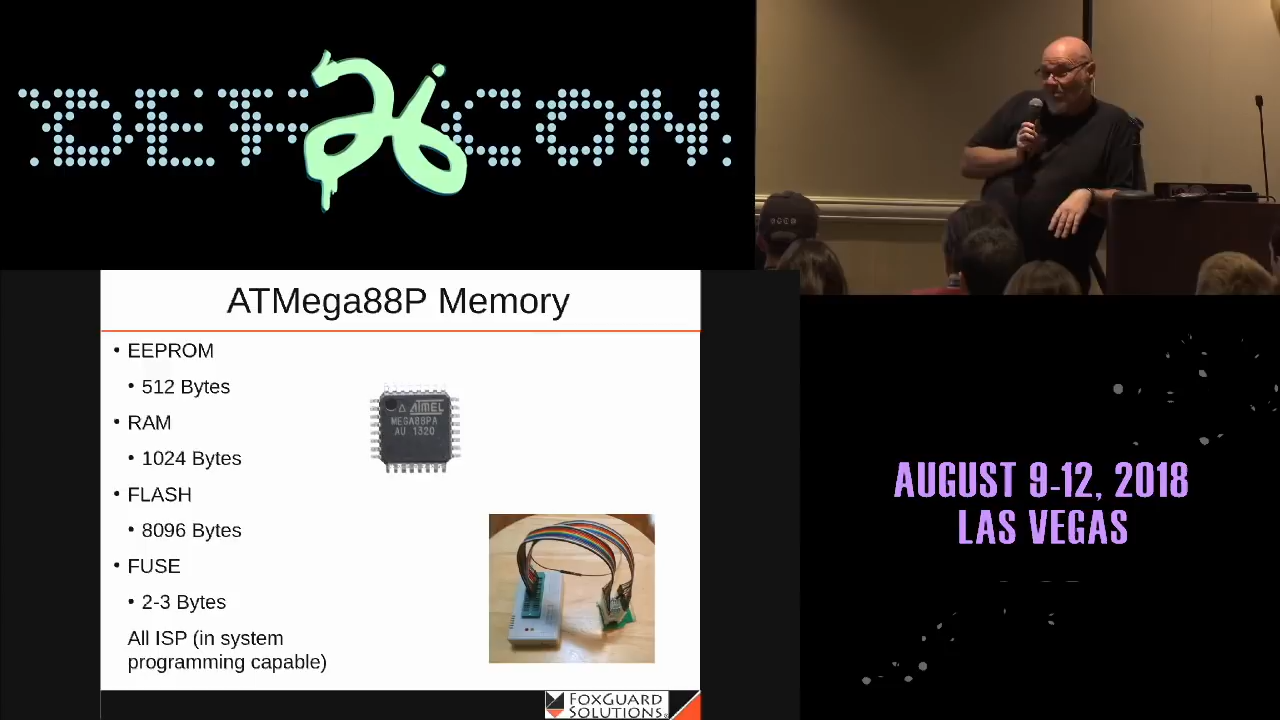 DEF 26 CON
ATMega88P Memory
• EEPROM
• 512 Bytes
• RAM
• 1024 Bytes
• FLASH
• 8096 Bytes
• FUSE
• 2-3 Bytes
All ISP (in system
programming capable)
ATMEL
MEGA88PA
AU 1320
FOXGUARD
SOLUTIONS®
AUGUST 9-12, 2018
LAS VEGAS